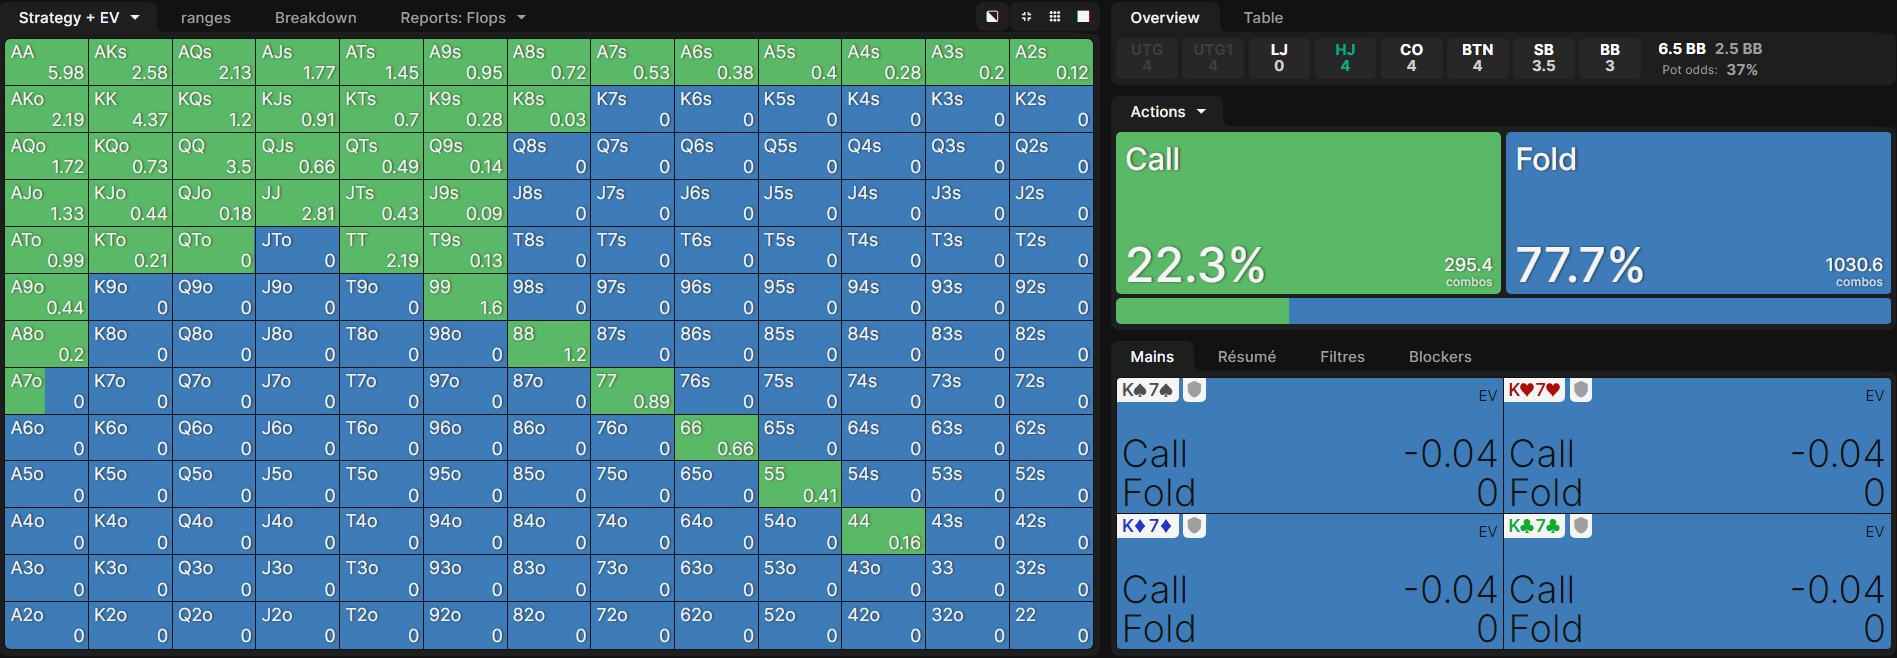 Strategy + EV ranges Breakdown Reports: Flops
AA AKs AQs AJs ATs A9s A8s A7s A6s A5s A4s A3s A2s
5.98 2.58 2.13 1.77 1.45 0.95 0.72 0.53 0.38 0.4 0.28 0.2 0.12
AKo KK KQs KJs KTs K9s K8s K7s K6s K5s K4s K3s K2s
2.19 4.37 1.2 0.91 0.7 0.28 0.03 0 0 0 0 0 0
AQo KQo QQ QJs QTs Q9s Q8s Q7s Q6s Q5s Q4s Q3s Q2s
1.72 0.73 3.5 0.66 0.49 0.14 0 0 0 0 0 0 0
AJo KJo QJo JJ JTs J9s J8s J7s J6s J5s J4s J3s J2s
1.33 0.44 0.18 2.81 0.43 0.09 0 0 0 0 0 0 0
ATo KTo QTo JTo TT T9s T8s T7s T6s T5s T4s T3s T2s
0.99 0.21 0 0 2.19 0.13 0 0 0 0 0 0 0
A9o K9o Q9o J9o T9o 99 98s 97s 96s 95s 94s 93s 92s
0.44 0 0 0 0 1.6 0 0 0 0 0 0 0
A8o K8o Q8o J8o T8o 98o 88 87s 86s 85s 84s 83s 82s
0.2 0 0 0 0 0 1.2 0 0 0 0 0 0
A7o K7o Q7o J7o T7o 97o 87o 77 76s 75s 74s 73s 72s
0 0 0 0 0 0 0 0.89 0 0 0 0 0
A6o K6o Q6o J6o T6o 96o 86o 76o 66 65s 64s 63s 62s
0 0 0 0 0 0 0 0 0.66 0 0 0 0
A5o K5o Q5o J5o T5o 95o 85o 75o 65o 55 54s 53s 52s
0 0 0 0 0 0 0 0 0 0.41 0 0 0
A4o K4o Q4o J4o T4o 94o 84o 74o 64o 54o 44 43s 42s
0 0 0 0 0 0 0 0 0 0 0.16 0 0
A3o K3o Q3o J3o T3o 93o 83o 73o 63o 53o 43o 33 32s
0 0 0 0 0 0 0 0 0 0 0 0 0
A2o K2o Q2o J2o T2o 92o 82o 72o 62o 52o 42o 32o 22
0 0 0 0 0 0 0 0 0 0 0 0 0
Overview Table
UTG UTG1 LJ HJ CO BTN SB BB 6.5 BB 2.5 BB
4 4 0 4 4 4 3.5 3 Pot odds: 37%
Actions
Call Fold
22.3% 295.4 combos 77.7% 1030.6 combos
Mains Résumé Filtres Blockers
K♠7♠ EV K♥7♥ EV
Call -0.04 Call -0.04
Fold 0 Fold 0
K♦7♦ EV K♣7♣ EV
Call -0.04 Call -0.04
Fold 0 Fold 0